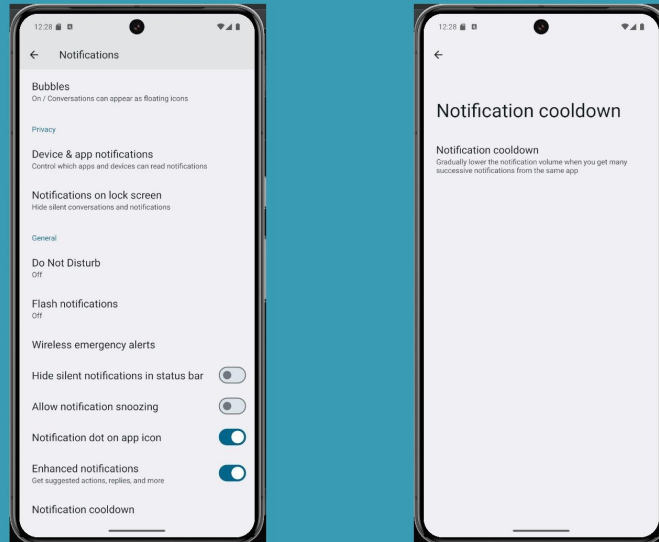 12:28
Notifications
Bubbles
On / Conversations can appear as floating icons
Privacy
Device & app notifications
Control which apps and devices can read notifications
Notifications on lock screen
Hide silent conversations and notifications
General
Do Not Disturb
Off
Flash notifications
Off
Wireless emergency alerts
Hide silent notifications in status bar
Allow notification snoozing
Notification dot on app icon
Enhanced notifications
Get suggested actions, replies, and more
Notification cooldown
12:28
Notification cooldown
Notification cooldown
Gradually lower the notification volume when you get many
successive notifications from the same app